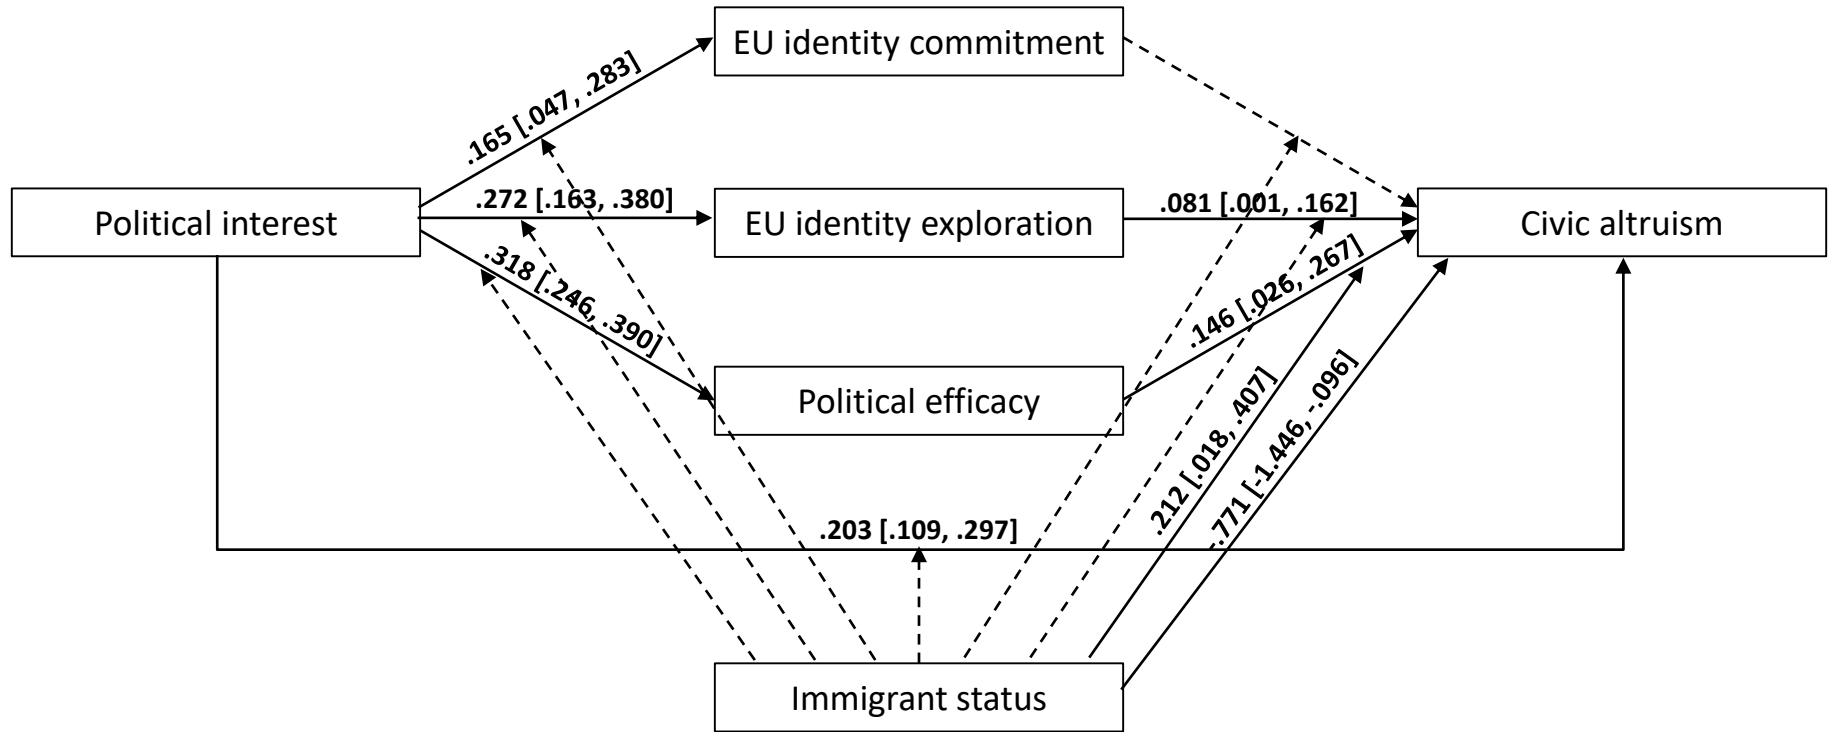 EU identity commitment
.165 [.047, .283]
Political interest
.272 [.163, .380]
EU identity exploration
.081 [.001, .162]
Civic altruism
.318 [.246, .390]
.146 [.026, .267]
Political efficacy
.212 [.018, .407]
-.771 [-1.446, -.096]
.203 [.109, .297]
Immigrant status